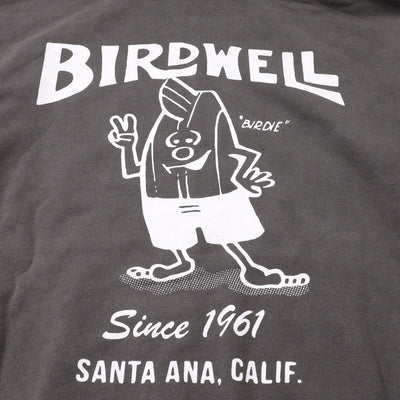 BIRDWELL
"BIRDIE"
Since 1961
SANTA ANA, CALIF.